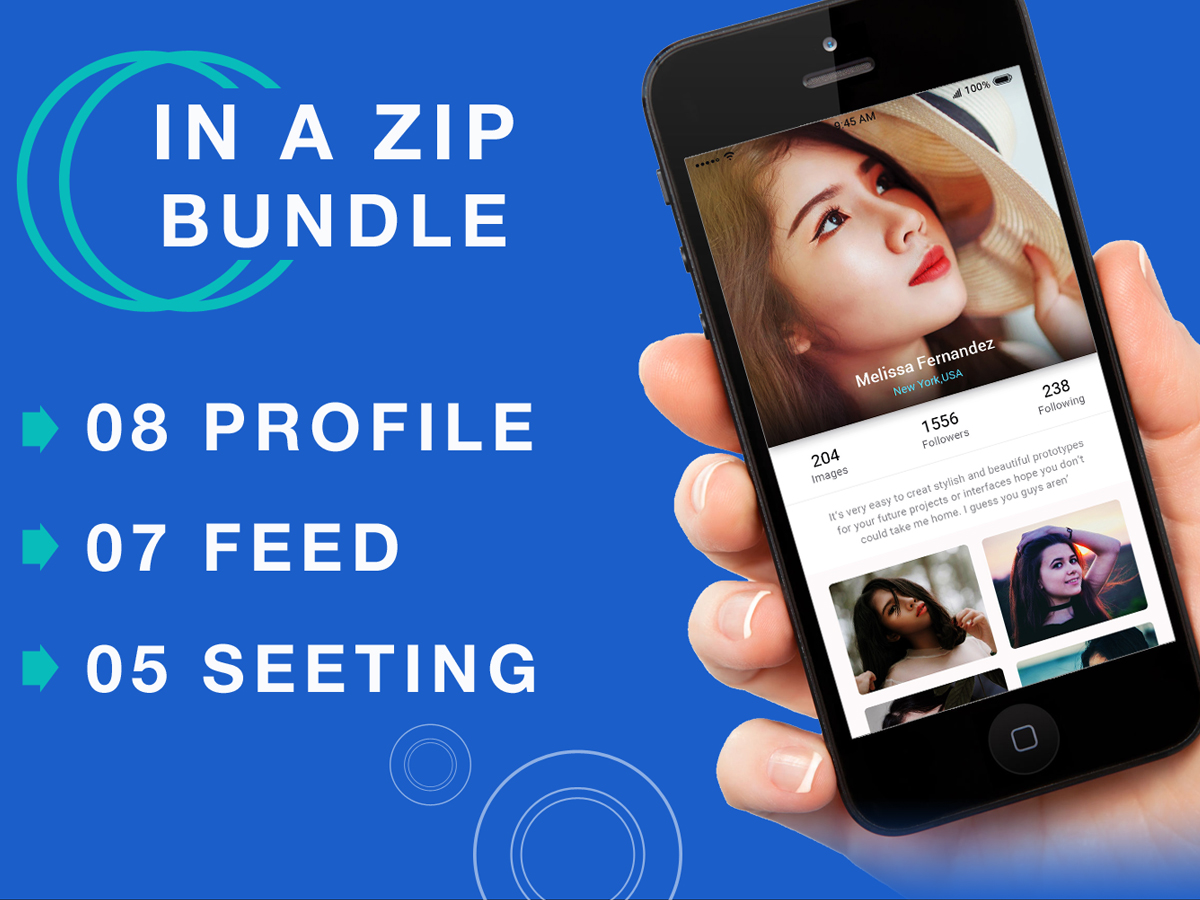 IN A ZIP
BUNDLE
08 PROFILE
07 FEED
05 SEETING
9:45 AM
100%
Melissa Fernandez
New York,USA
204
Images
1556
Followers
238
Following
It's very easy to creat stylish and beautiful prototypes
for your future projects or interfaces hope you don't
could take me home. I guess you guys aren'